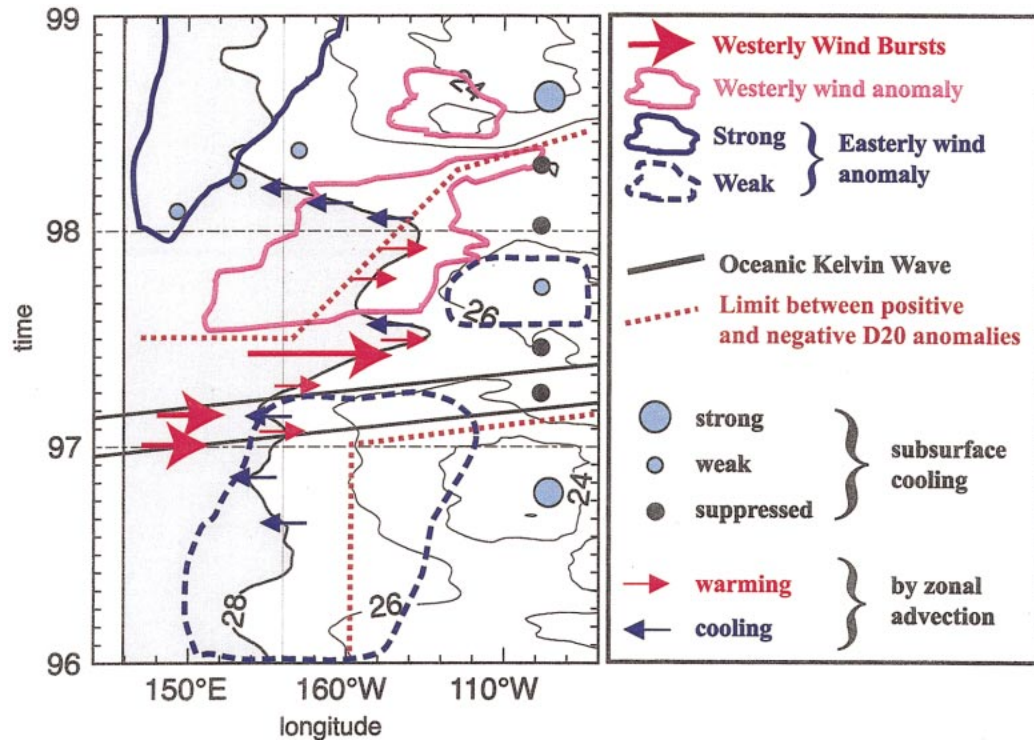 99
98
97
96
time
150°E
160°W
110°W
longitude
24
26
24
28
26
Westerly Wind Bursts
Westerly wind anomaly
Strong
Weak
Easterly wind
anomaly
Oceanic Kelvin Wave
Limit between positive
and negative D20 anomalies
strong
weak
suppressed
subsurface
cooling
warming
cooling
by zonal
advection